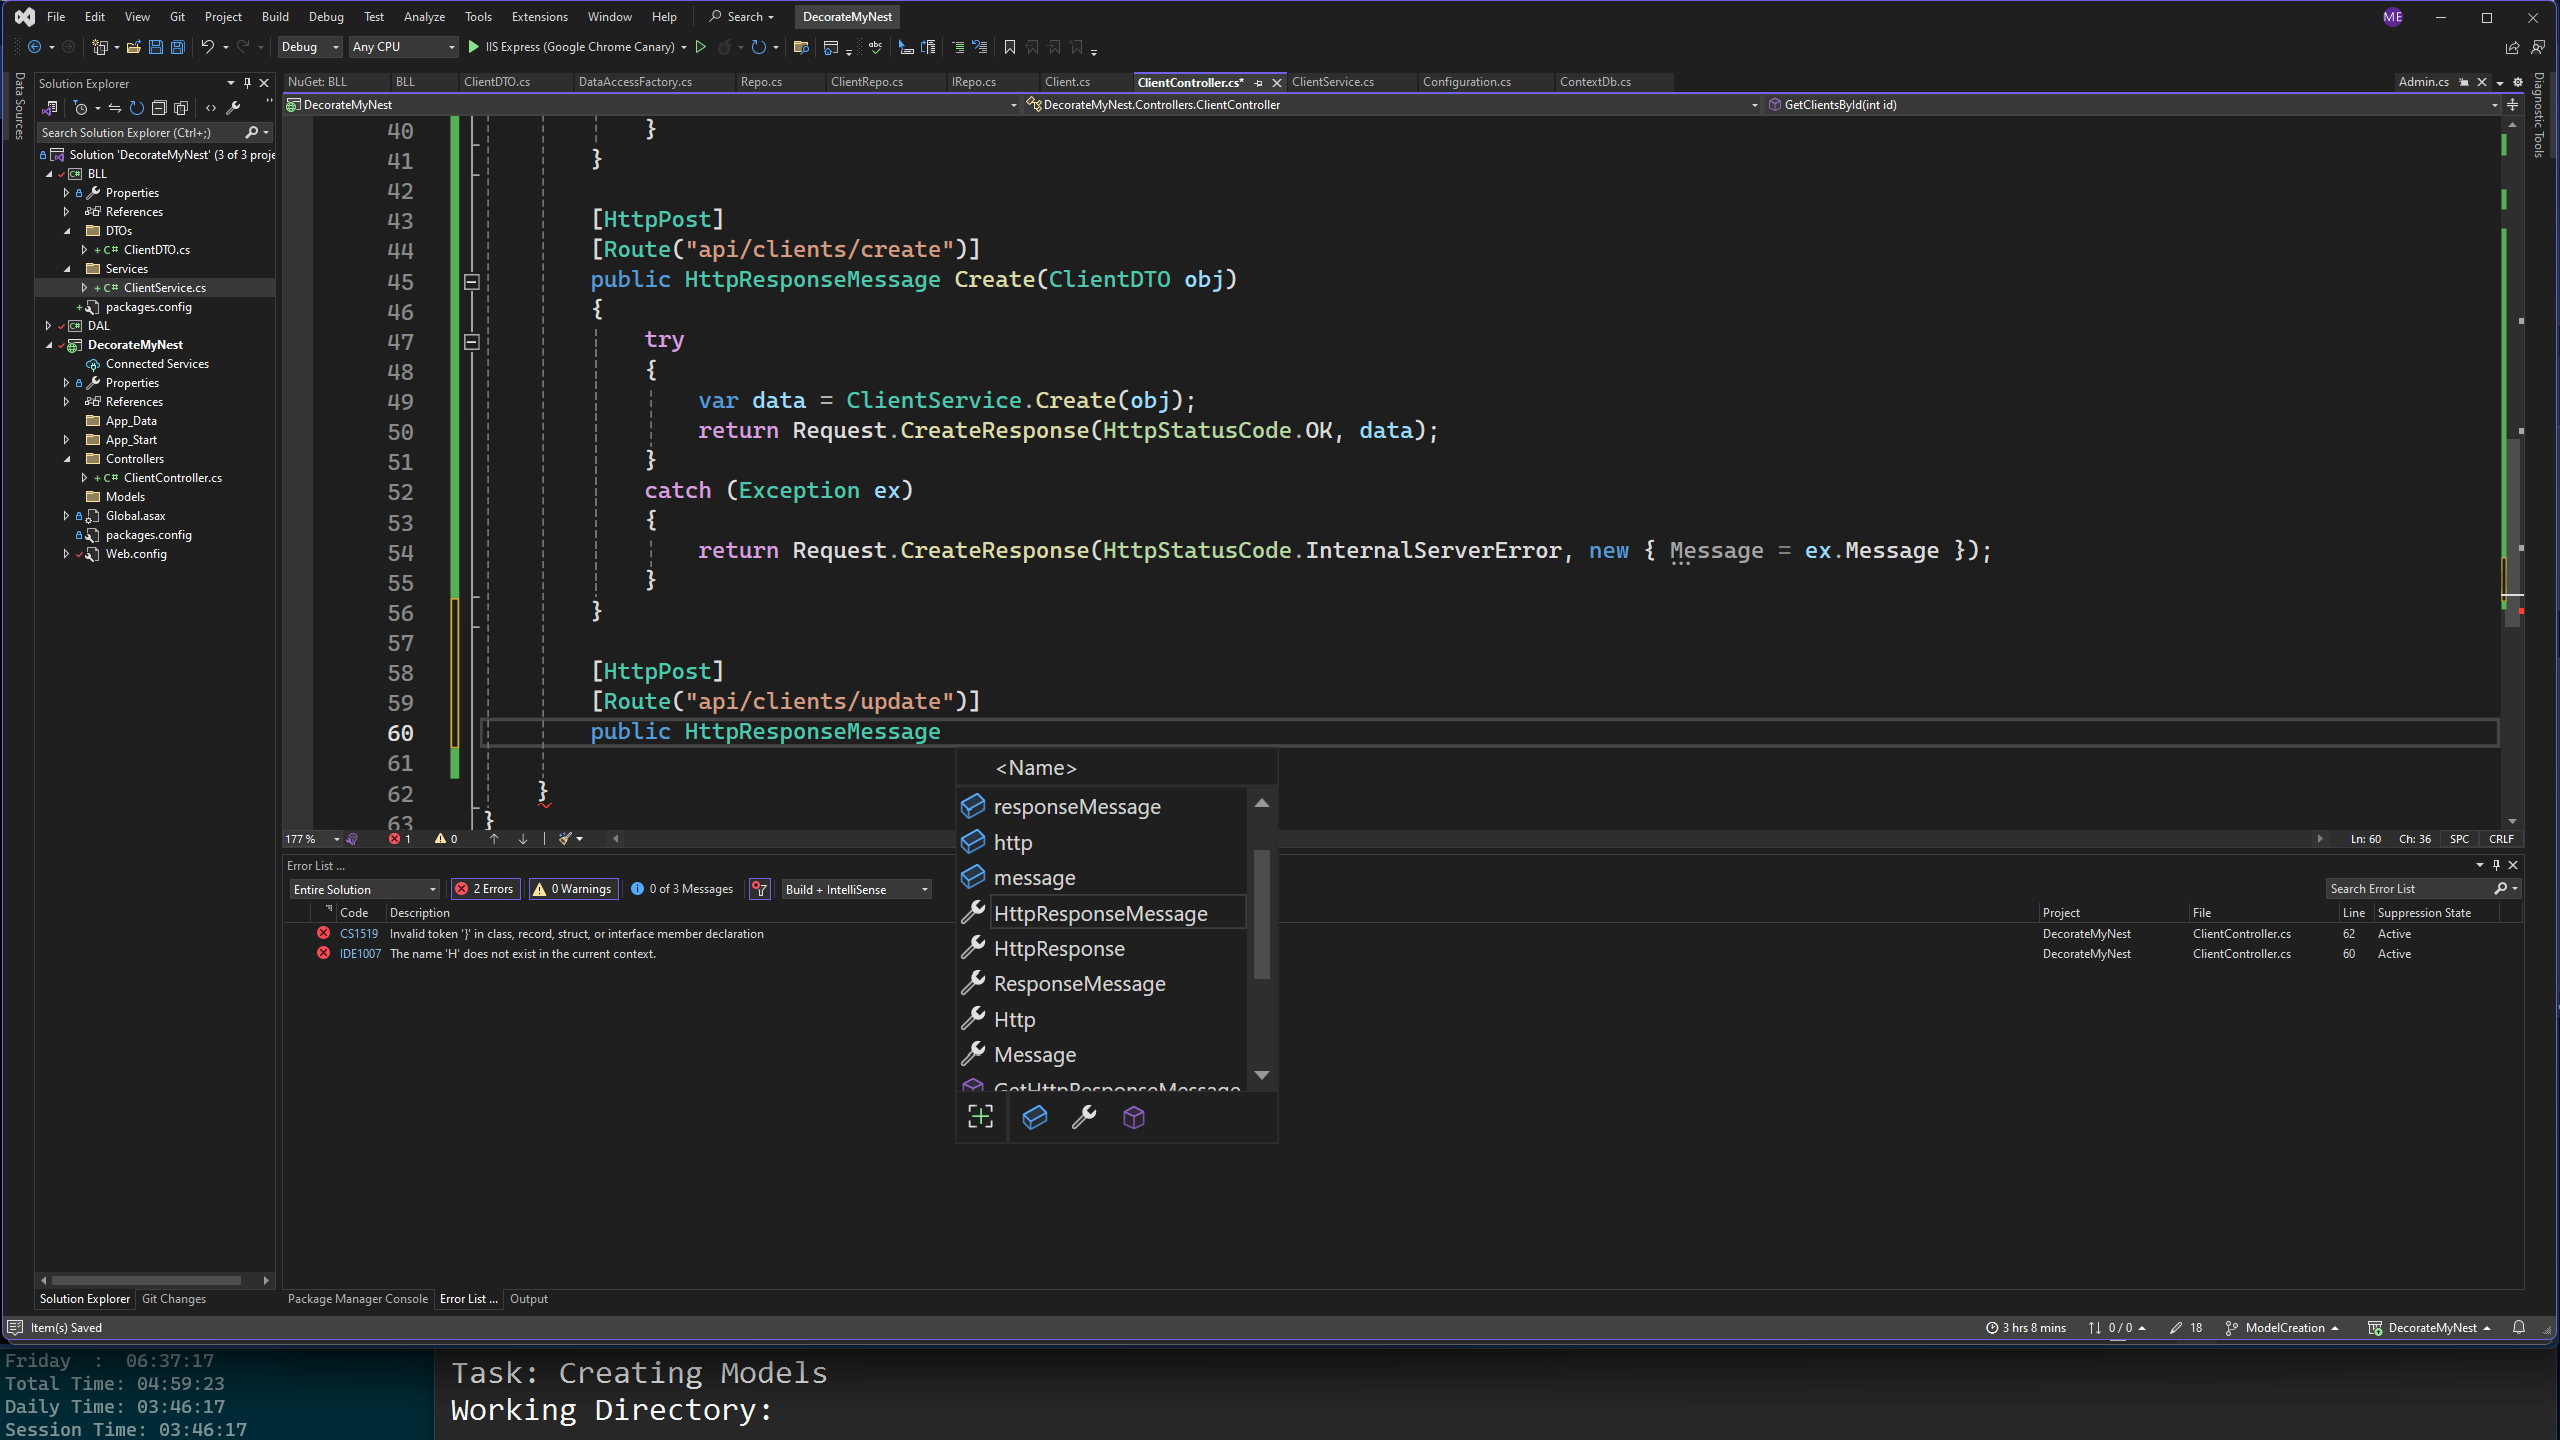 File Edit View Git Project Build Debug Test Analyze Tools Extensions Window Help Search DecorateMyNest ME
Debug Any CPU IIS Express (Google Chrome Canary)
Data Sources
Solution Explorer
Search Solution Explorer (Ctrl+;)
Solution 'DecorateMyNest' (3 of 3 proje
BLL
Properties
References
DTOs
C# ClientDTO.cs
Services
C# ClientService.cs
packages.config
DAL
DecorateMyNest
Connected Services
Properties
References
App_Data
App_Start
Controllers
C# ClientController.cs
Models
Global.asax
packages.config
Web.config
Solution Explorer Git Changes
NuGet: BLL BLL ClientDTO.cs DataAccessFactory.cs Repo.cs ClientRepo.cs IRepo.cs Client.cs ClientController.cs* ClientService.cs Configuration.cs ContextDb.cs Admin.cs
DecorateMyNest DecorateMyNest.Controllers.ClientController GetClientsById(int id)
Diagnostic Tools
40 }
41 }
42
43 [HttpPost]
44 [Route("api/clients/create")]
45 public HttpResponseMessage Create(ClientDTO obj)
46 {
47 try
48 {
49 var data = ClientService.Create(obj);
50 return Request.CreateResponse(HttpStatusCode.OK, data);
51 }
52 catch (Exception ex)
53 {
54 return Request.CreateResponse(HttpStatusCode.InternalServerError, new { Message = ex.Message });
55 }
56 }
57
58 [HttpPost]
59 [Route("api/clients/update")]
60 public HttpResponseMessage
61
62 }
63 }
<Name>
responseMessage
http
message
HttpResponseMessage
HttpResponse
ResponseMessage
Http
Message
GetHttpResponseMessage
177 % 1 0 Ln: 60 Ch: 36 SPC CRLF
Error List ...
Entire Solution 2 Errors 0 Warnings 0 of 3 Messages Build + IntelliSense Search Error List
Code Description Project File Line Suppression State
CS1519 Invalid token '}' in class, record, struct, or interface member declaration DecorateMyNest ClientController.cs 62 Active
IDE1007 The name 'H' does not exist in the current context. DecorateMyNest ClientController.cs 60 Active
Package Manager Console Error List ... Output
Item(s) Saved 3 hrs 8 mins 0 / 0 18 ModelCreation DecorateMyNest
Friday : 06:37:17
Total Time: 04:59:23
Daily Time: 03:46:17
Session Time: 03:46:17
Task: Creating Models
Working Directory: